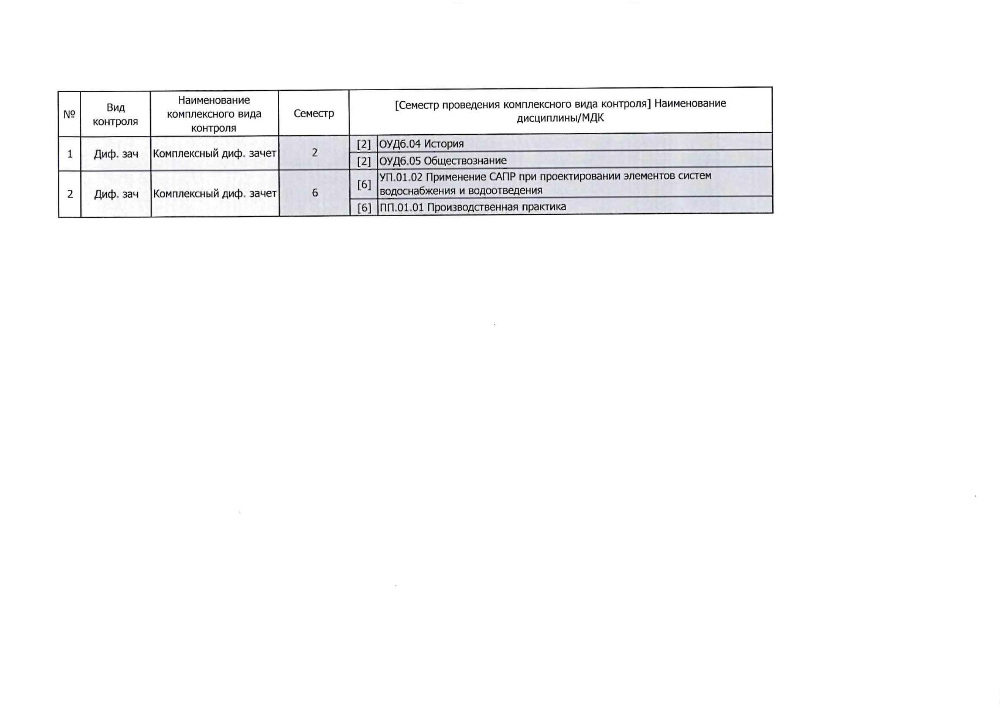 №
Вид
контроля
Наименование
комплексного вида
контроля
Семестр
[Семестр проведения комплексного вида контроля] Наименование
дисциплины/МДК
1
Диф. зач
Комплексный диф. зачет
2
[2] ОУДб.04 История
[2] ОУДб.05 Обществознание
2
Диф. зач
Комплексный диф. зачет
6
[6]
УП.01.02 Применение САПР при проектировании элементов систем
водоснабжения и водоотведения
[6] ПП.01.01 Производственная практика